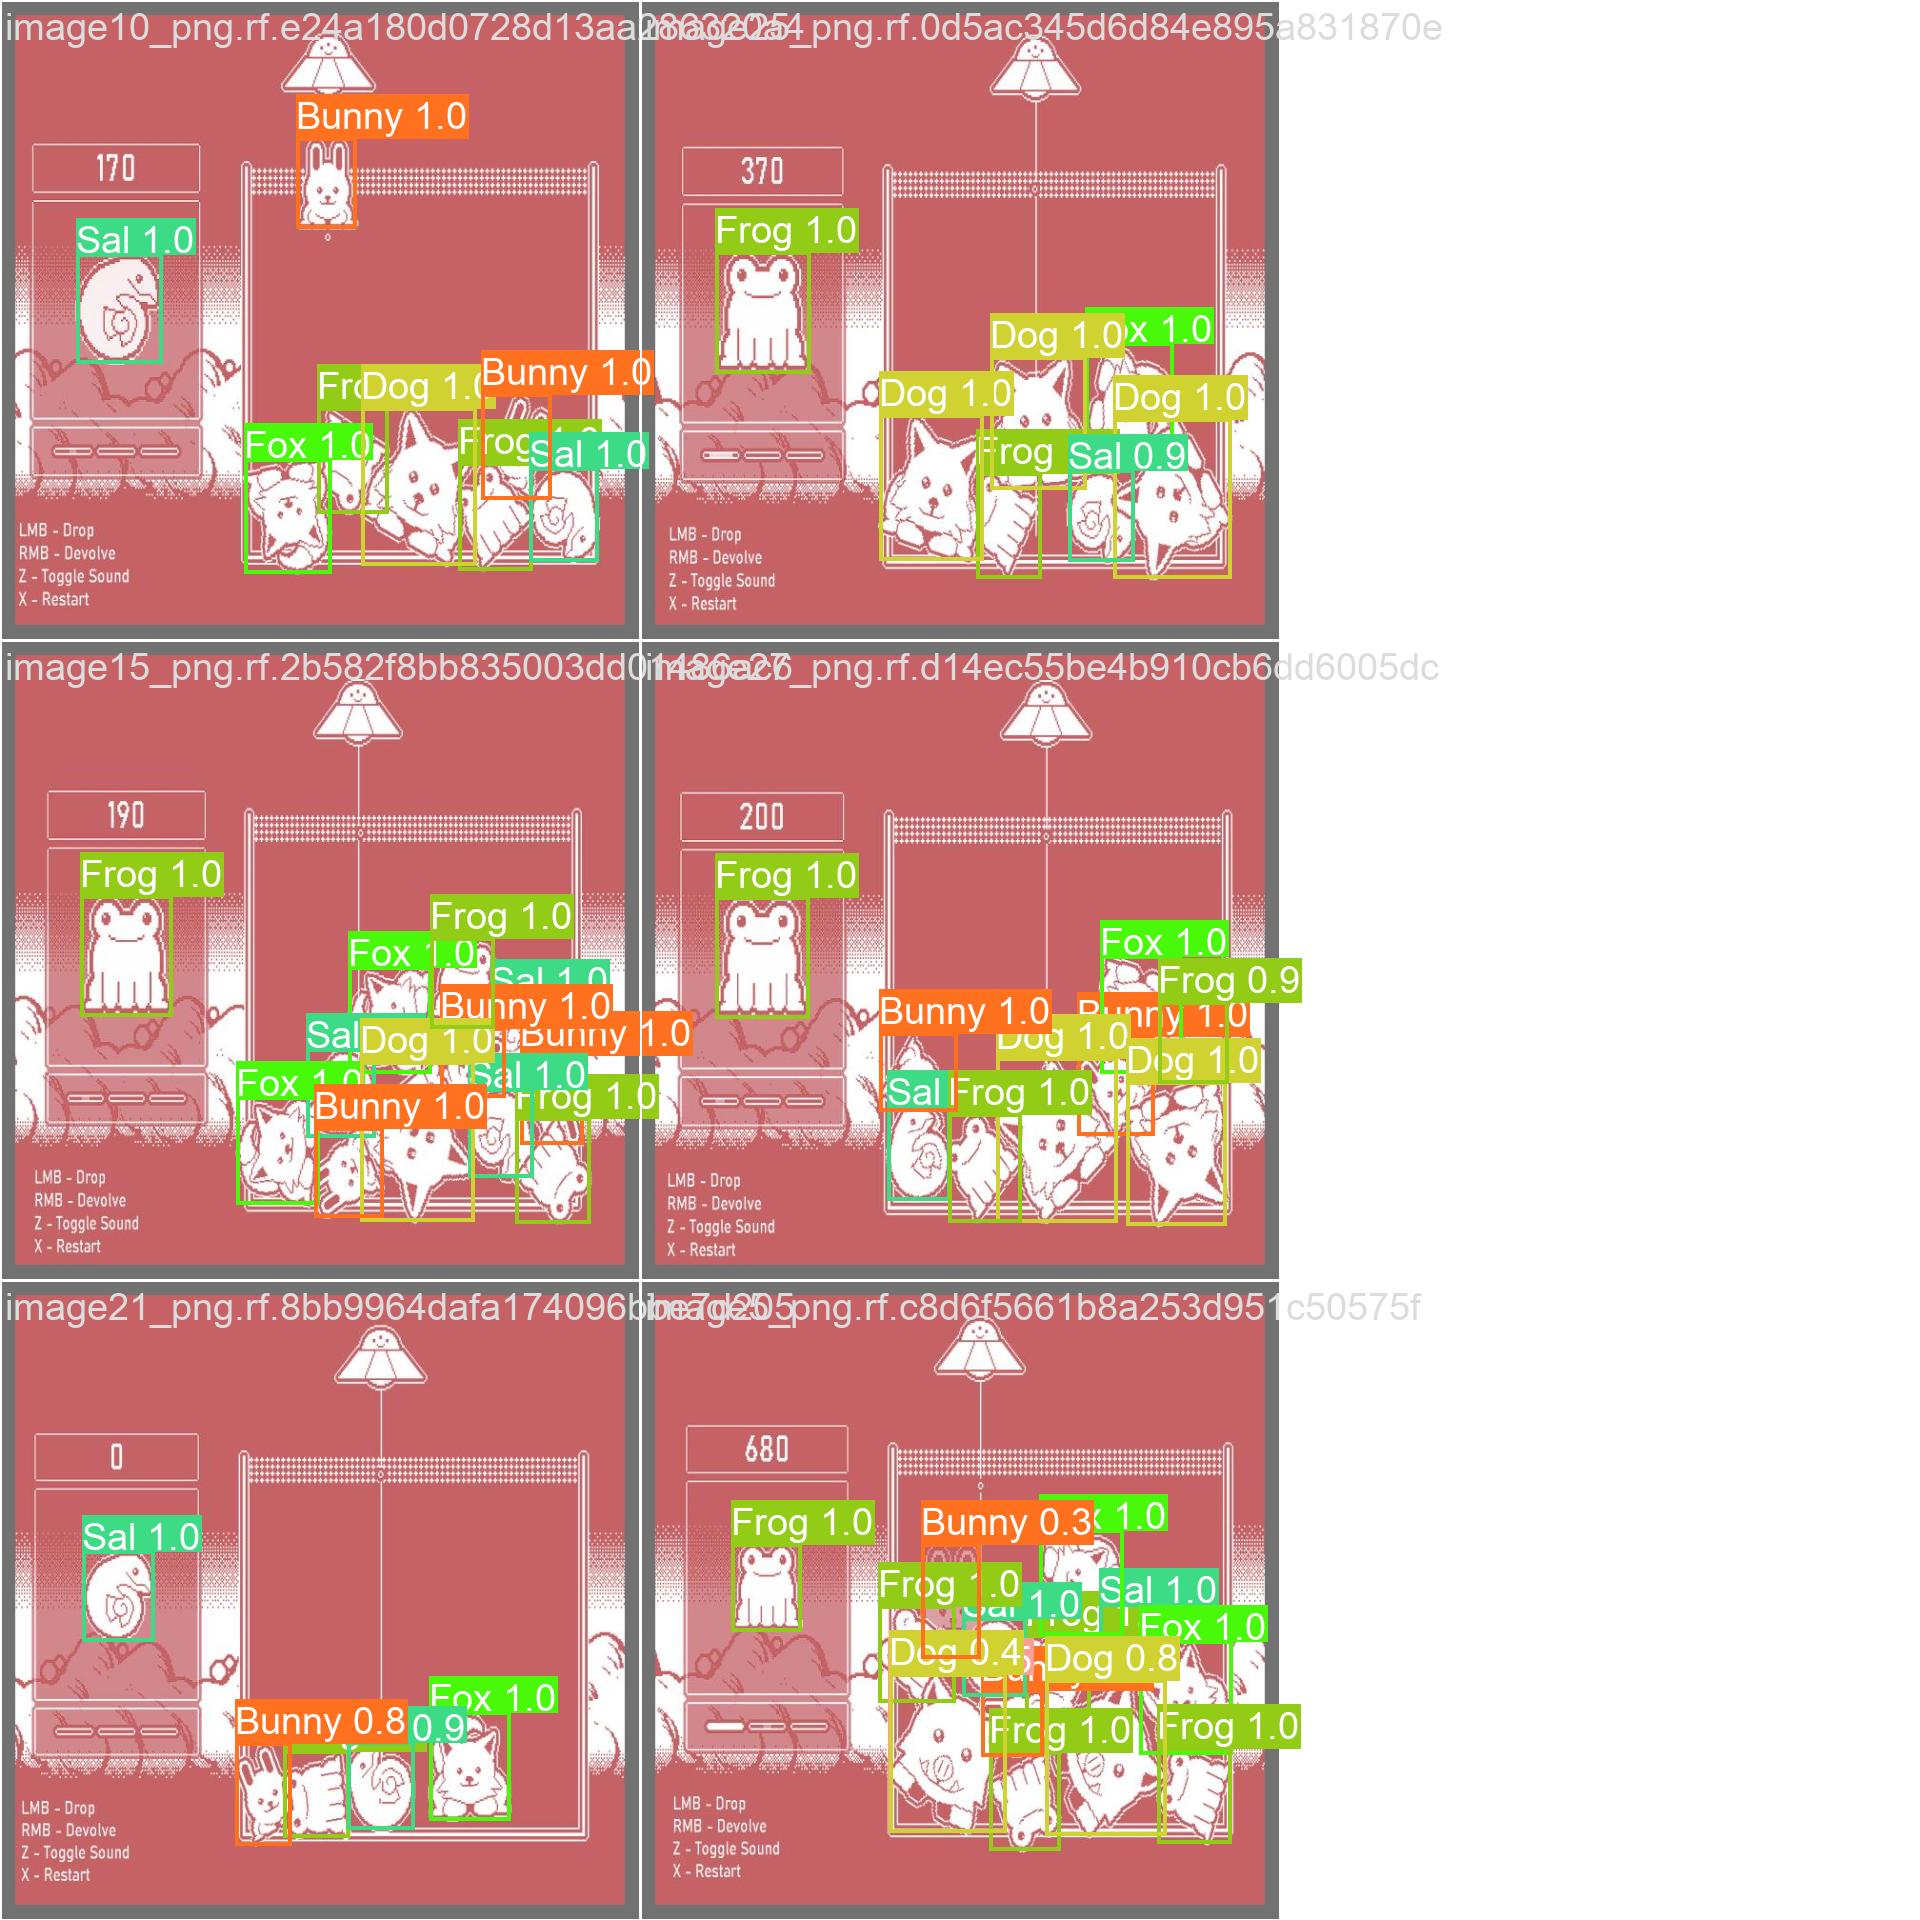 image10_png.rf.e24a180d0728d13aa
_png.rf.0d5ac345d6d84e895a831870e
Bunny 1.0
170
Sal 1.0
Bunny 1.0
Dog 1.0
Fox 1.0
Frog
Sal 1.0
LMB - Drop
RMB - Devolve
Z - Toggle Sound
X - Restart
370
Frog 1.0
Dog 1.0
1.0
Dog 1.0
Dog 1.0
Frog
Sal 0.9
LMB - Drop
RMB - Devolve
Z - Toggle Sound
X - Restart
image15_png.rf.2b582f8bb835003dd0
_png.rf.d14ec55be4b910cb6dd6005dc
190
Frog 1.0
Frog 1.0
Fox 1.0
Sal 1.0
Bunny 1.0
Bunny 1.0
Sal
Dog 1.0
Fox 1.0
Sal 1.0
Bunny 1.0
Frog 1.0
LMB - Drop
RMB - Devolve
Z - Toggle Sound
X - Restart
200
Frog 1.0
Fox 1.0
Frog 0.9
Bunny 1.0
Bunny 1.0
Dog 1.0
Dog 1.0
Sal
Frog 1.0
LMB - Drop
RMB - Devolve
Z - Toggle Sound
X - Restart
image21_png.rf.8bb9964dafa174096b
_png.rf.c8d6f5661b8a253d951c50575f
0
Sal 1.0
Fox 1.0
Bunny 0.8
0.9
LMB - Drop
RMB - Devolve
Z - Toggle Sound
X - Restart
680
Frog 1.0
Bunny 0.3
1.0
Frog 1.0
Sal 1.0
Sal 1.0
Fox 1.0
Dog 0.4
Dog 0.8
Frog 1.0
Frog 1.0
LMB - Drop
RMB - Devolve
Z - Toggle Sound
X - Restart